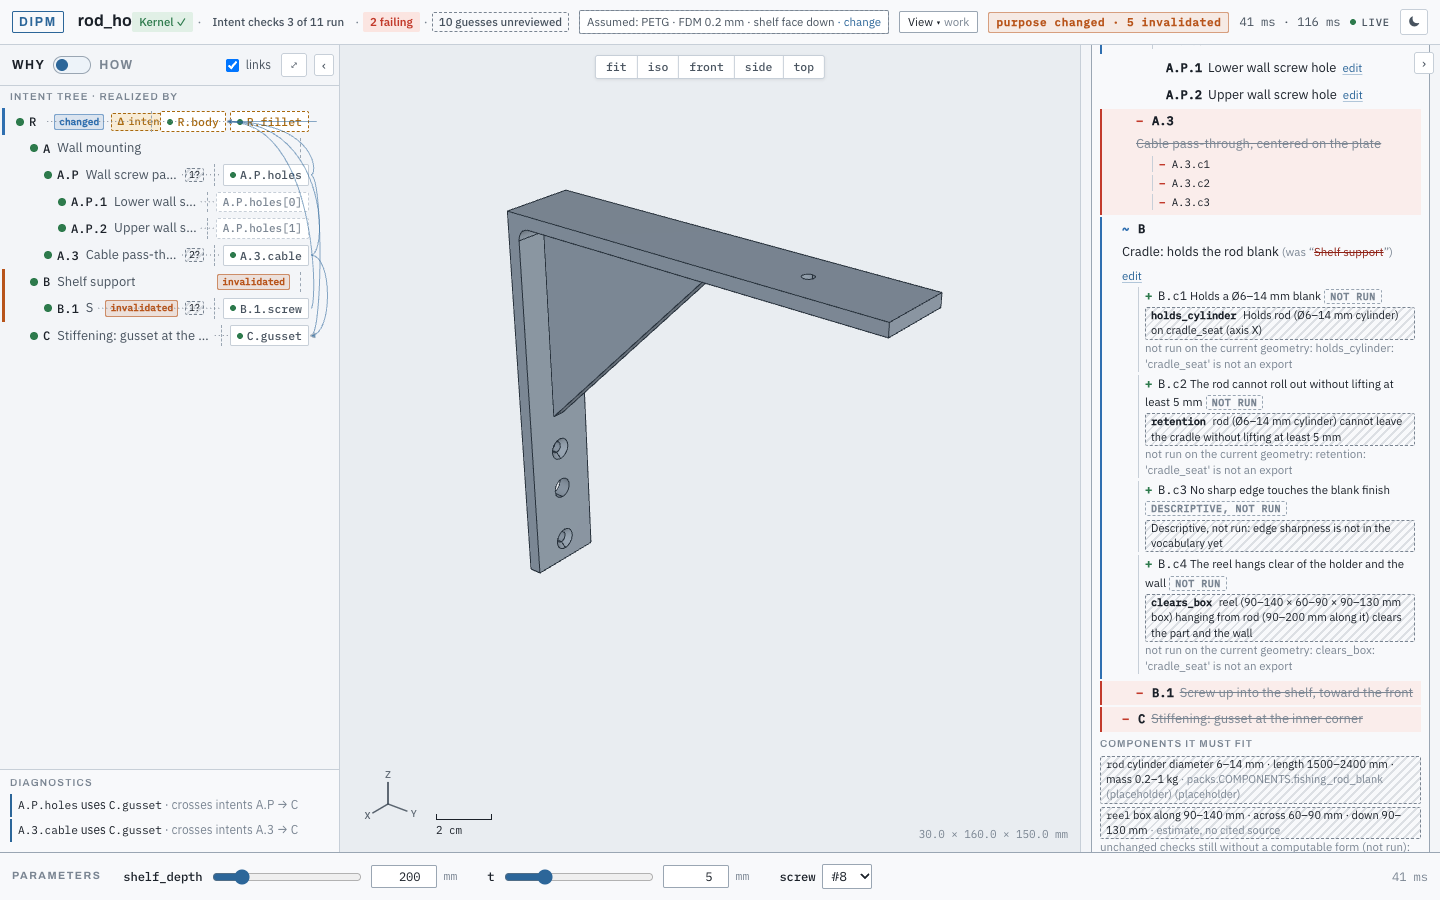 DIPM rod_ho Kernel ✓ · Intent checks 3 of 11 run · 2 failing · 10 guesses unreviewed Assumed: PETG · FDM 0.2 mm · shelf face down · change View • work purpose changed · 5 invalidated 41 ms · 116 ms LIVE
WHY HOW links
INTENT TREE · REALIZED BY
R changed Δ inten R.body R.fillet
A Wall mounting
A.P Wall screw pa... 1? A.P.holes
A.P.1 Lower wall s... A.P.holes[0]
A.P.2 Upper wall s... A.P.holes[1]
A.3 Cable pass-th... 2? A.3.cable
B Shelf support invalidated
B.1 S invalidated 1? B.1.screw
C Stiffening: gusset at the ... C.gusset
DIAGNOSTICS
A.P.holes uses C.gusset · crosses intents A.P → C
A.3.cable uses C.gusset · crosses intents A.3 → C
fit iso front side top
Z
X
Y
2 cm
30.0 × 160.0 × 150.0 mm
A.P.1 Lower wall screw hole edit
A.P.2 Upper wall screw hole edit
− A.3
Cable pass-through, centered on the plate
− A.3.c1
− A.3.c2
− A.3.c3
~ B
Cradle: holds the rod blank (was “Shelf support”)
edit
+ B.c1 Holds a Ø6–14 mm blank NOT RUN
holds_cylinder Holds rod (Ø6–14 mm cylinder)
on cradle_seat (axis X)
not run on the current geometry: holds_cylinder:
'cradle_seat' is not an export
+ B.c2 The rod cannot roll out without lifting at
least 5 mm NOT RUN
retention rod (Ø6–14 mm cylinder) cannot leave
the cradle without lifting at least 5 mm
not run on the current geometry: retention:
'cradle_seat' is not an export
+ B.c3 No sharp edge touches the blank finish
DESCRIPTIVE, NOT RUN
Descriptive, not run: edge sharpness is not in the
vocabulary yet
+ B.c4 The reel hangs clear of the holder and the
wall NOT RUN
clears_box reel (90–140 × 60–90 × 90–130 mm
box) hanging from rod (90–200 mm along it) clears
the part and the wall
not run on the current geometry: clears_box:
'cradle_seat' is not an export
− B.1 Screw up into the shelf, toward the front
− C Stiffening: gusset at the inner corner
COMPONENTS IT MUST FIT
rod cylinder diameter 6–14 mm · length 1500–2400 mm ·
mass 0.2–1 kg · packs.COMPONENTS.fishing_rod_blank
(placeholder) (placeholder)
reel box along 90–140 mm · across 60–90 mm · down 90–
130 mm · estimate, no cited source
unchanged checks still without a computable form (not run):
PARAMETERS shelf_depth 200 mm t 5 mm screw #8 41 ms